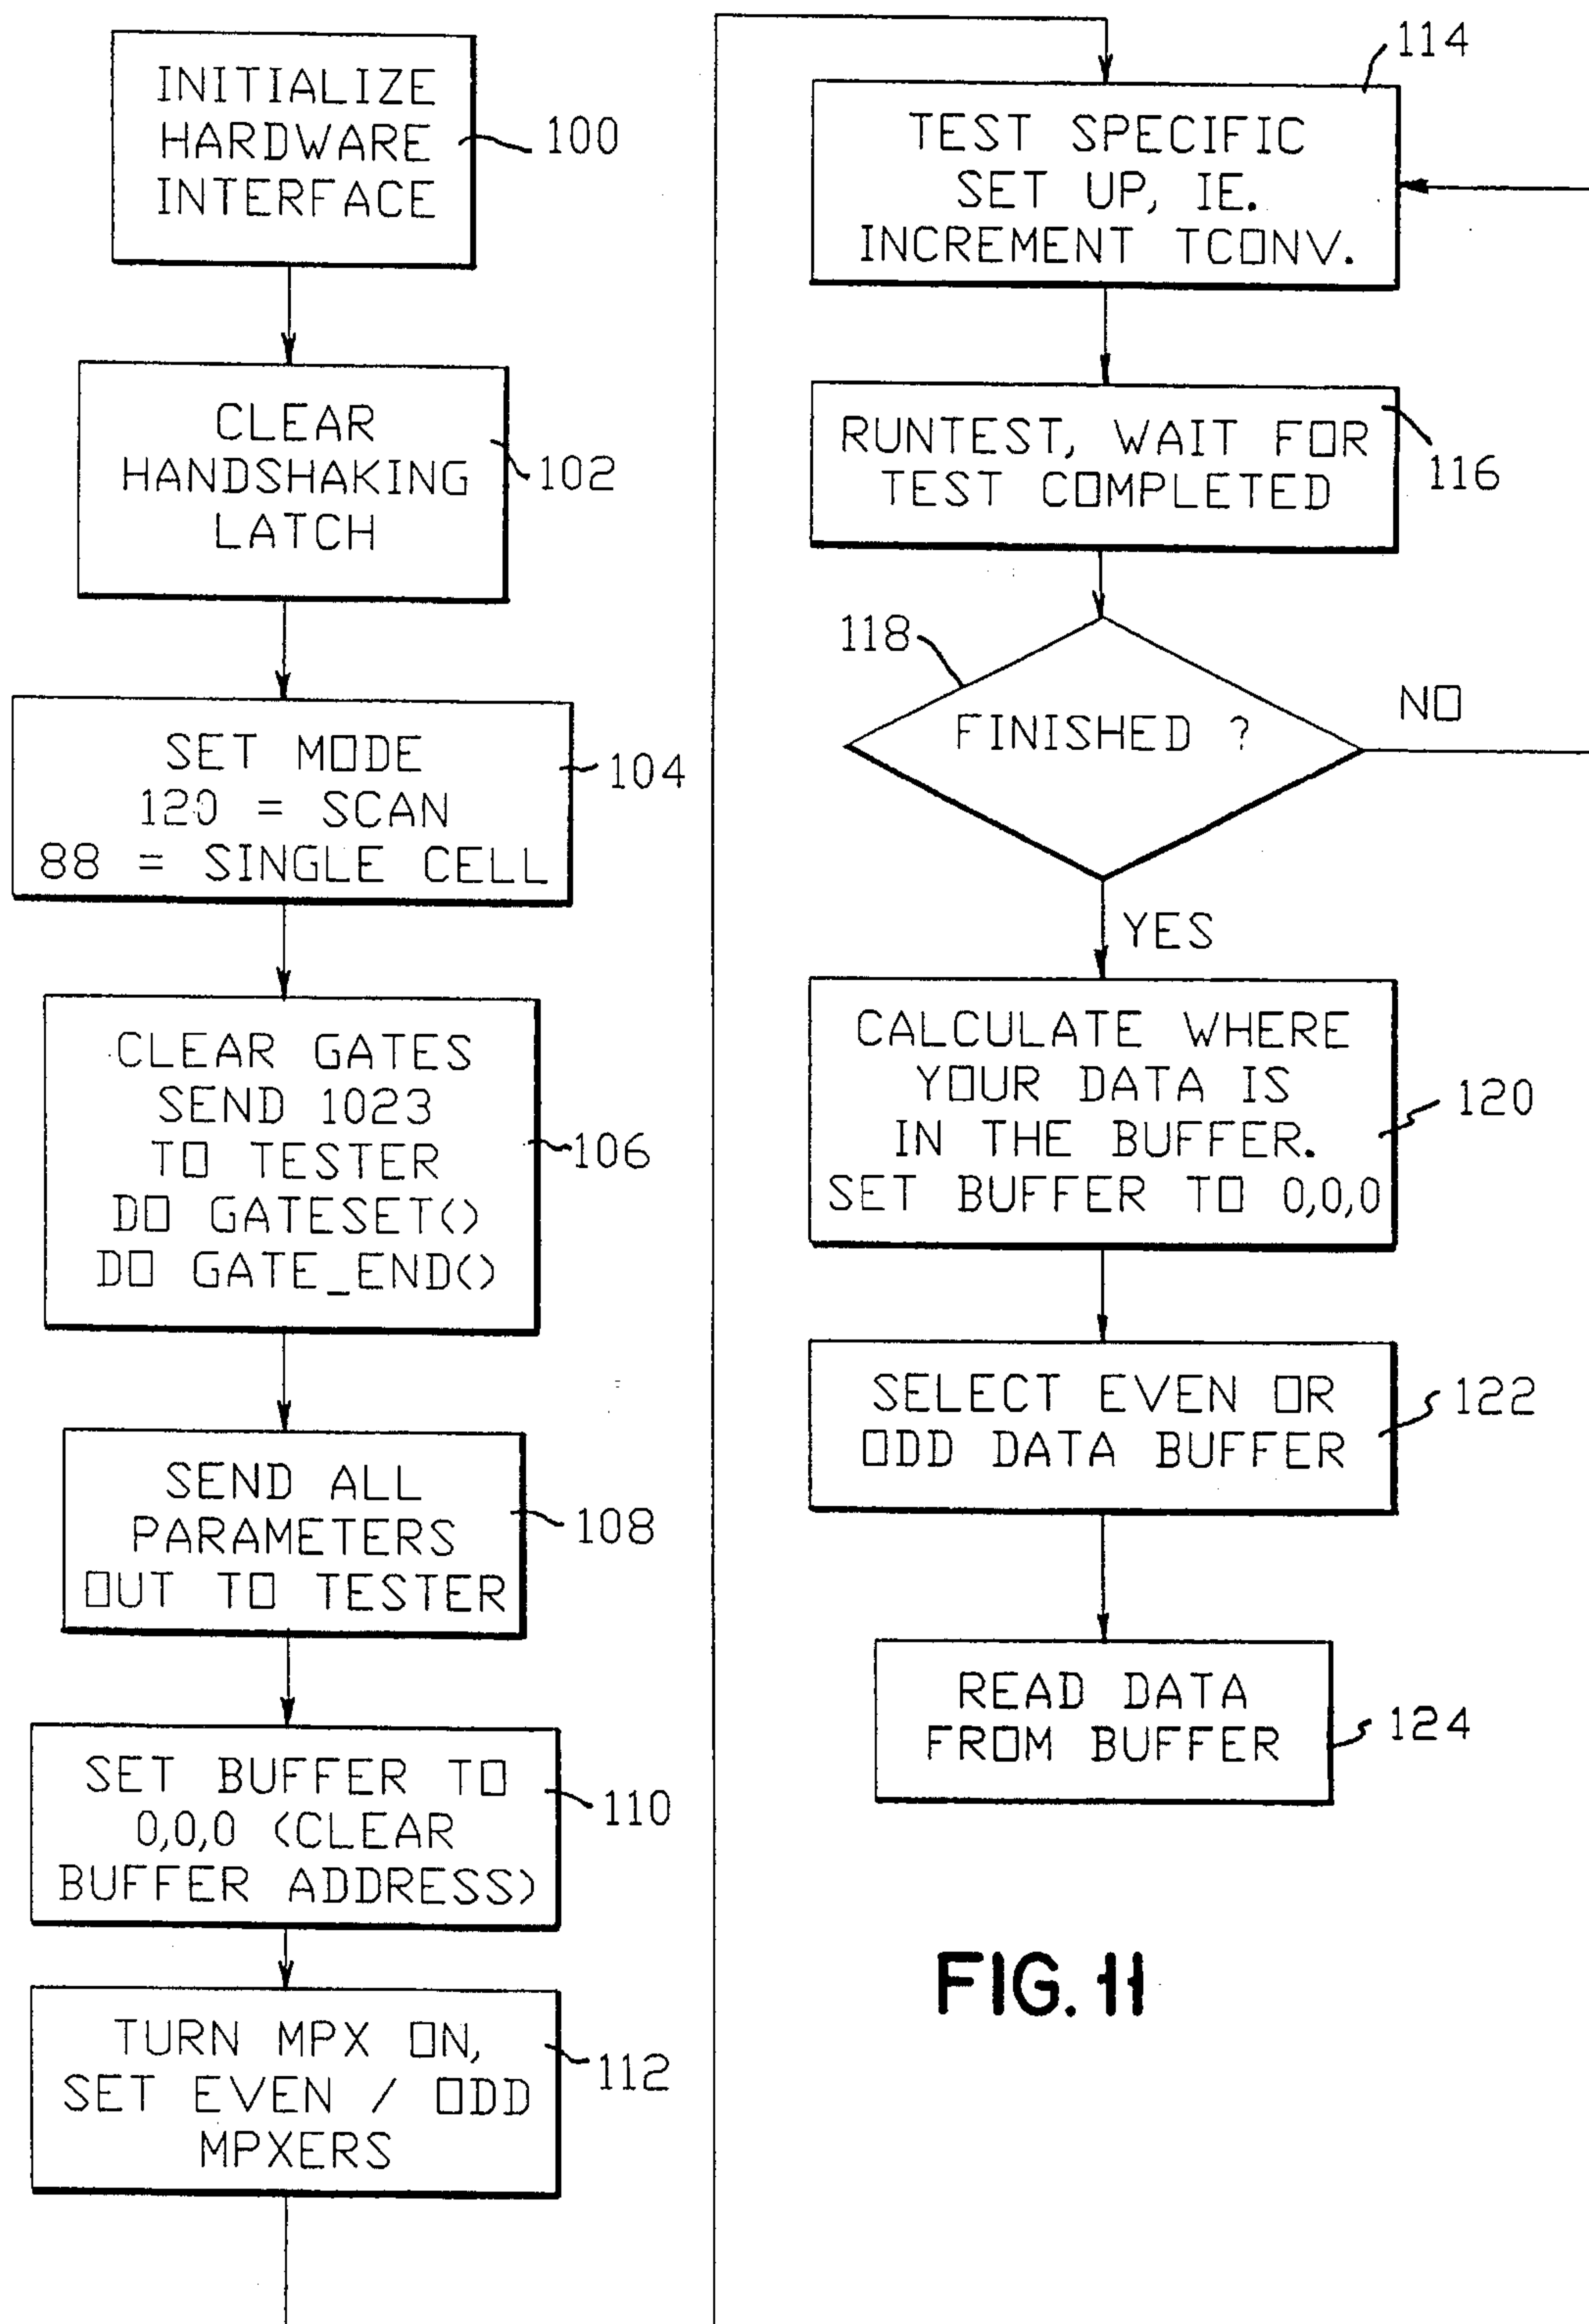 INITIALIZE
HARDWARE
INTERFACE
100
CLEAR
HANDSHAKING
LATCH
102
SET MODE
120 = SCAN
88 = SINGLE CELL
104
CLEAR GATES
SEND 1023
TO TESTER
DO GATESET()
DO GATE_END()
106
SEND ALL
PARAMETERS
OUT TO TESTER
108
SET BUFFER TO
0,0,0 (CLEAR
BUFFER ADDRESS)
110
TURN MPX ON,
SET EVEN / ODD
MPXERS
112
114
TEST SPECIFIC
SET UP, IE.
INCREMENT TCONV.
RUNTEST, WAIT FOR
TEST COMPLETED
116
118
FINISHED ?
NO
YES
CALCULATE WHERE
YOUR DATA IS
IN THE BUFFER.
SET BUFFER TO 0,0,0
120
SELECT EVEN OR
ODD DATA BUFFER
122
READ DATA
FROM BUFFER
124
FIG. 11